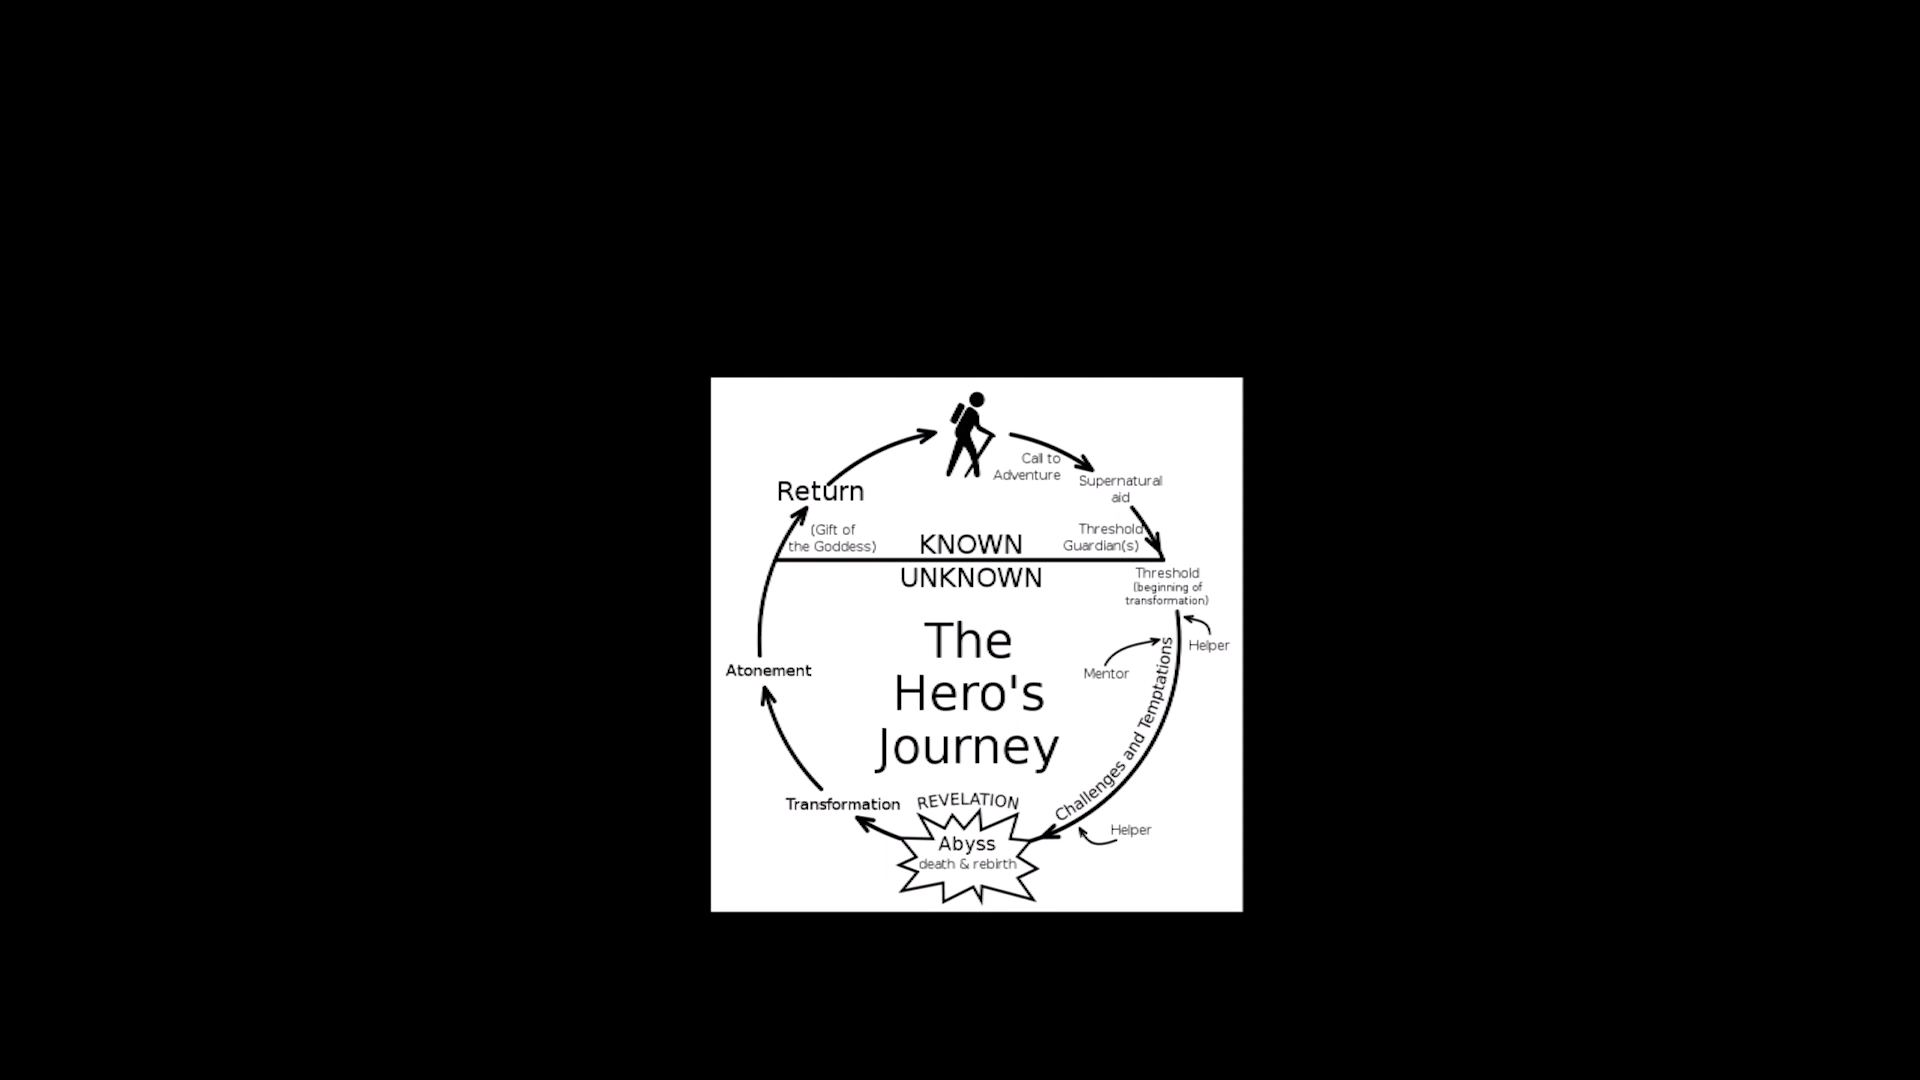 Call to
Adventure
Supernatural
aid
Return
(Gift of
the Goddess)
KNOWN
Threshold
Guardian(s)
UNKNOWN
Threshold
(beginning of
transformation)
Helper
Mentor
Challenges and Temptations
The
Hero's
Journey
Atonement
Helper
REVELATION
Abyss
death & rebirth
Transformation